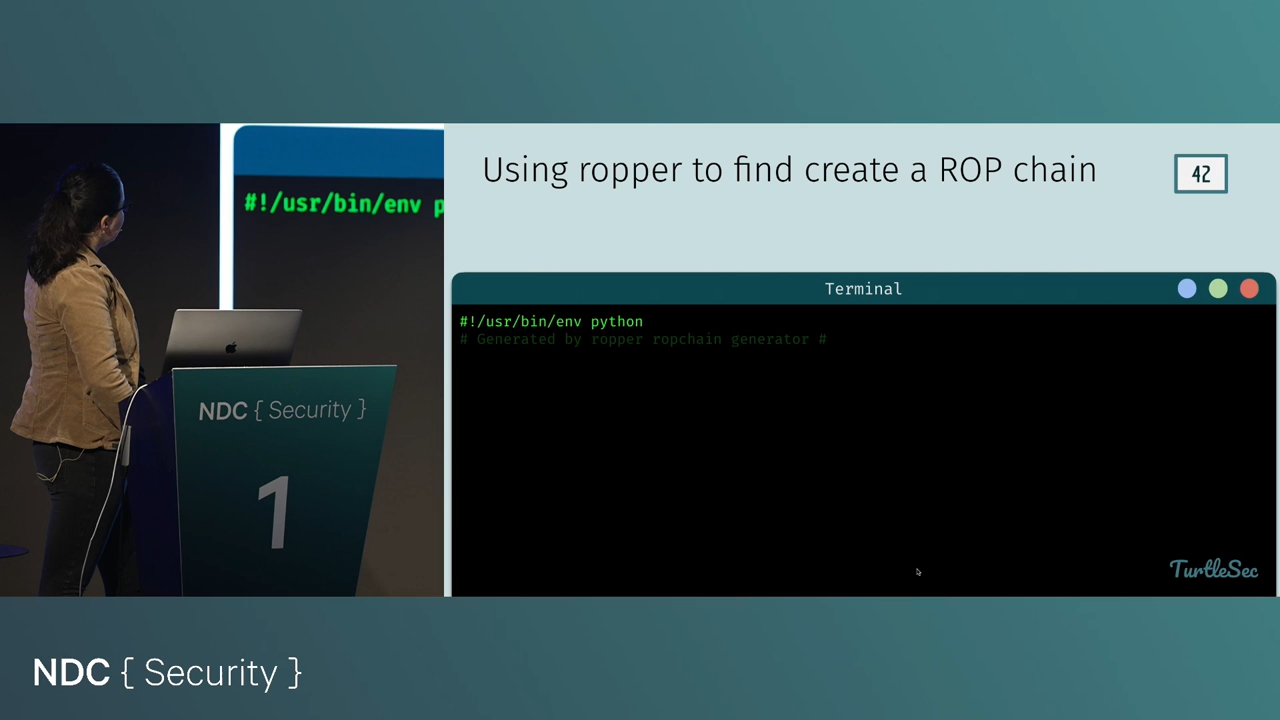 #!/usr/bin/env p
NDC { Security }
1
Using ropper to find create a ROP chain
42
Terminal
#!/usr/bin/env python
# Generated by ropper ropchain generator #
TurtleSec
NDC { Security }